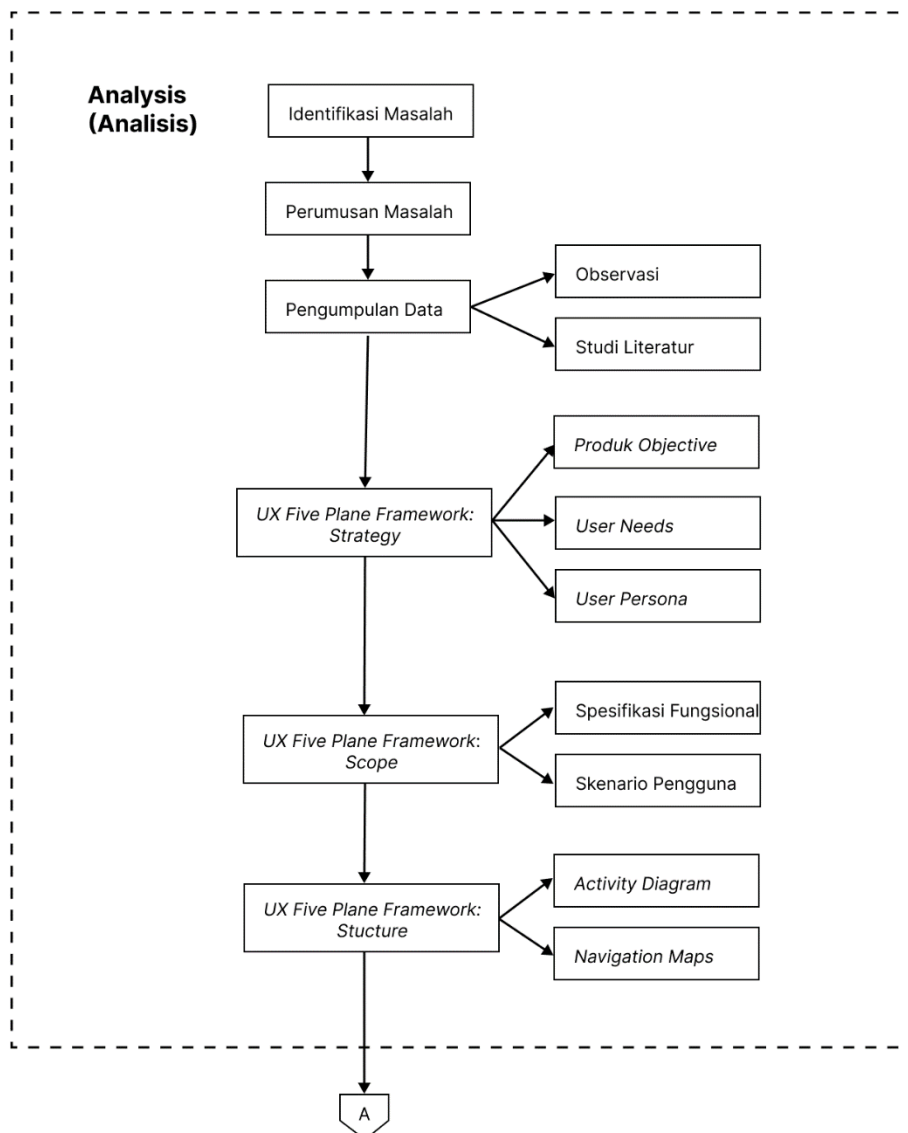 Analysis
(Analisis)
Identifikasi Masalah
Perumusan Masalah
Pengumpulan Data
Observasi
Studi Literatur
UX Five Plane Framework:
Strategy
Produk Objective
User Needs
User Persona
UX Five Plane Framework:
Scope
Spesifikasi Fungsional
Skenario Pengguna
UX Five Plane Framework:
Stucture
Activity Diagram
Navigation Maps
A